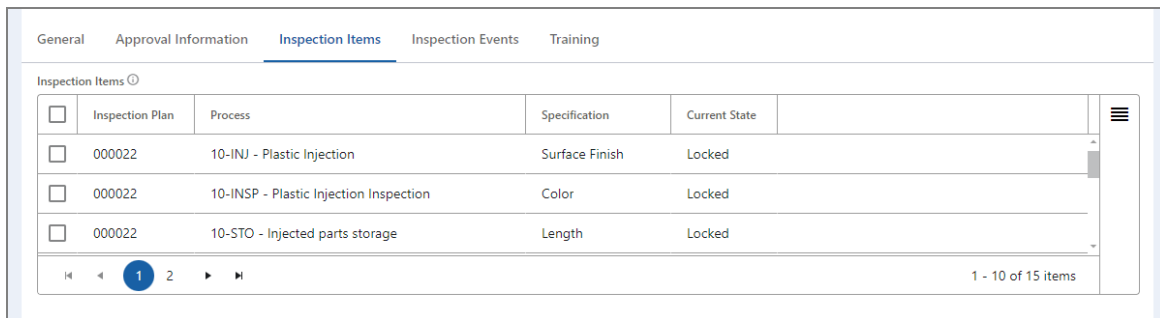 General Approval Information Inspection Items Inspection Events Training
Inspection Items
Inspection Plan Process Specification Current State
000022 10-INJ - Plastic Injection Surface Finish Locked
000022 10-INSP - Plastic Injection Inspection Color Locked
000022 10-STO - Injected parts storage Length Locked
1 2 1 - 10 of 15 items